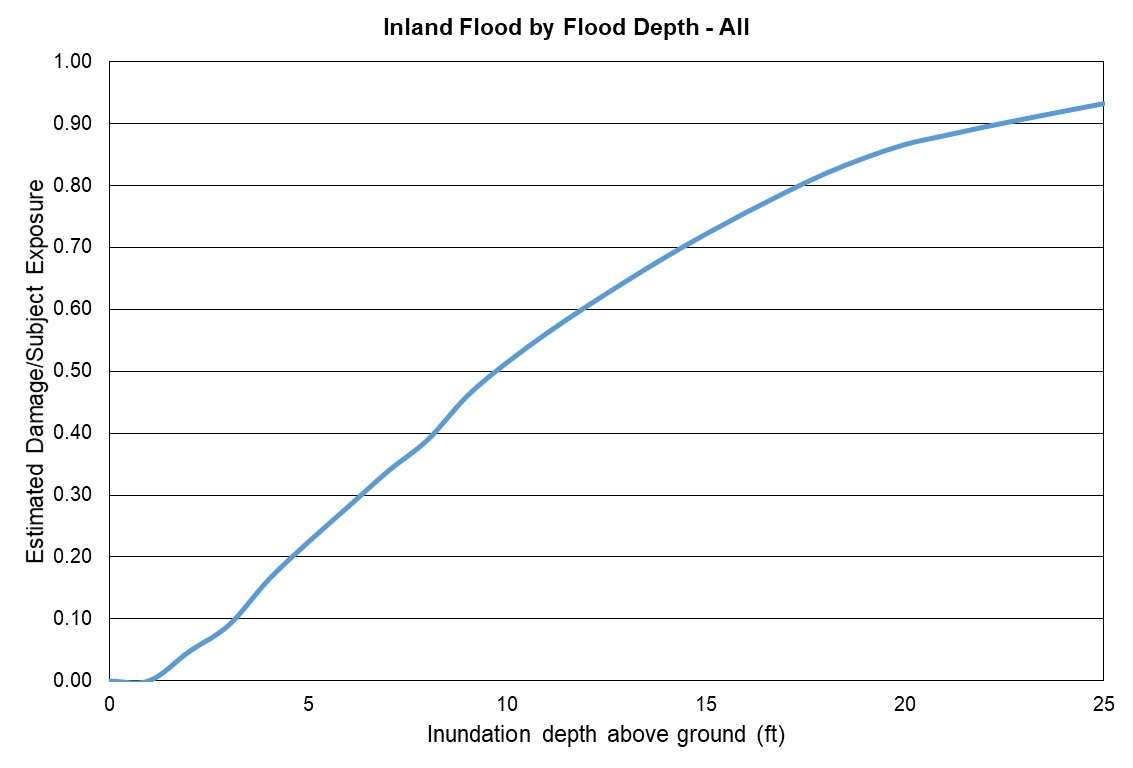 Inland Flood by Flood Depth - All
1.00
0.90
0.80
0.70
0.60
0.50
0.40
0.30
0.20
0.10
0.00
Estimated Damage/Subject Exposure
0 5 10 15 20 25
Inundation depth above ground (ft)